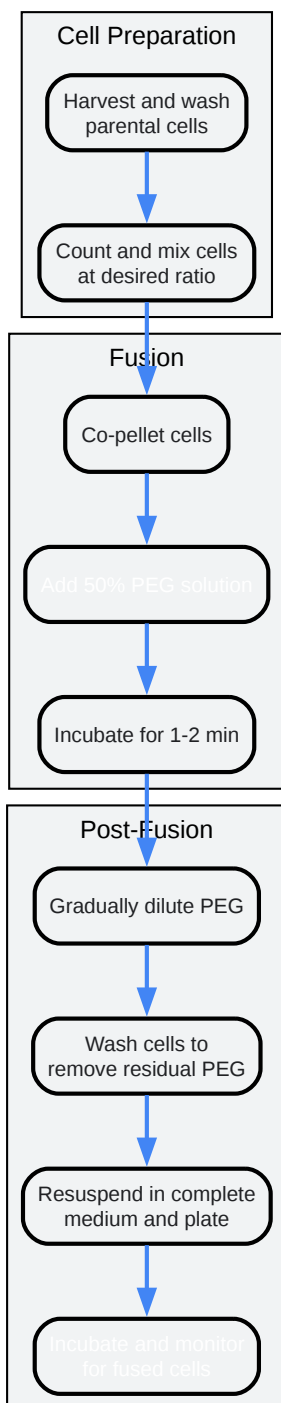 Cell Preparation
Harvest and wash
parental cells
Count and mix cells
at desired ratio
Fusion
Co-pellet cells
Add 50% PEG solution
Incubate for 1-2 min
Post-Fusion
Gradually dilute PEG
Wash cells to
remove residual PEG
Resuspend in complete
medium and plate
Incubate and monitor
for fused cells